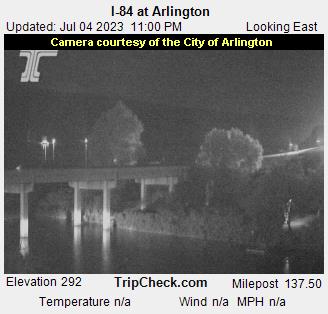 I-84 at Arlington
Updated: Jul 04 2023 11:00 PM Looking East
Camera courtesy of the City of Arlington
Elevation 292 TripCheck.com Milepost 137.50
Temperature n/a Wind n/a MPH n/a